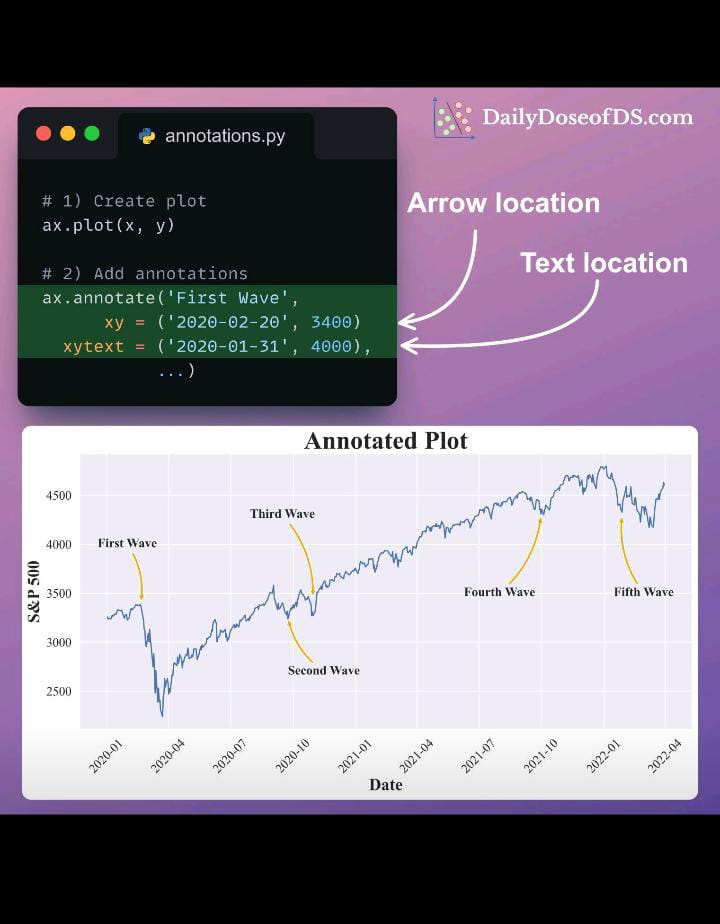 DailyDoseofDS.com
annotations.py
# 1) Create plot
ax.plot(x, y)
# 2) Add annotations
ax.annotate('First Wave',
xy = ('2020-02-20', 3400)
xytext = ('2020-01-31', 4000),
...)
Arrow location
Text location
Annotated Plot
S&P 500
4500
4000
3500
3000
2500
First Wave
Third Wave
Second Wave
Fourth Wave
Fifth Wave
2020-01
2020-04
2020-07
2020-10
2021-01
2021-04
2021-07
2021-10
2022-01
2022-04
Date